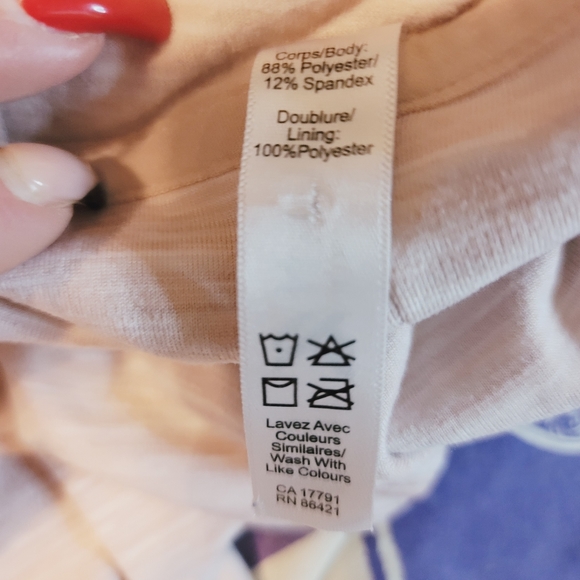 Corps/Body:
88% Polyester/
12% Spandex
Doublure/
Lining:
100%Polyester
Lavez Avec
Couleurs
Similaires/
Wash With
Like Colours
CA 17791
RN 86421